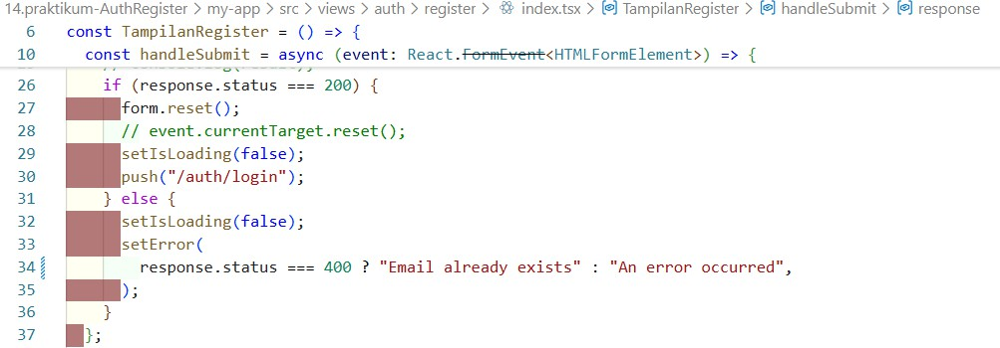 14.praktikum-AuthRegister > my-app > src > views > auth > register > index.tsx > TampilanRegister > handleSubmit > response
6 const TampilanRegister = () => {
10 const handleSubmit = async (event: React.FormEvent<HTMLFormElement>) => {
26 if (response.status === 200) {
27 form.reset();
28 // event.currentTarget.reset();
29 setIsLoading(false);
30 push("/auth/login");
31 } else {
32 setIsLoading(false);
33 setError(
34 response.status === 400 ? "Email already exists" : "An error occurred",
35 );
36 }
37 };